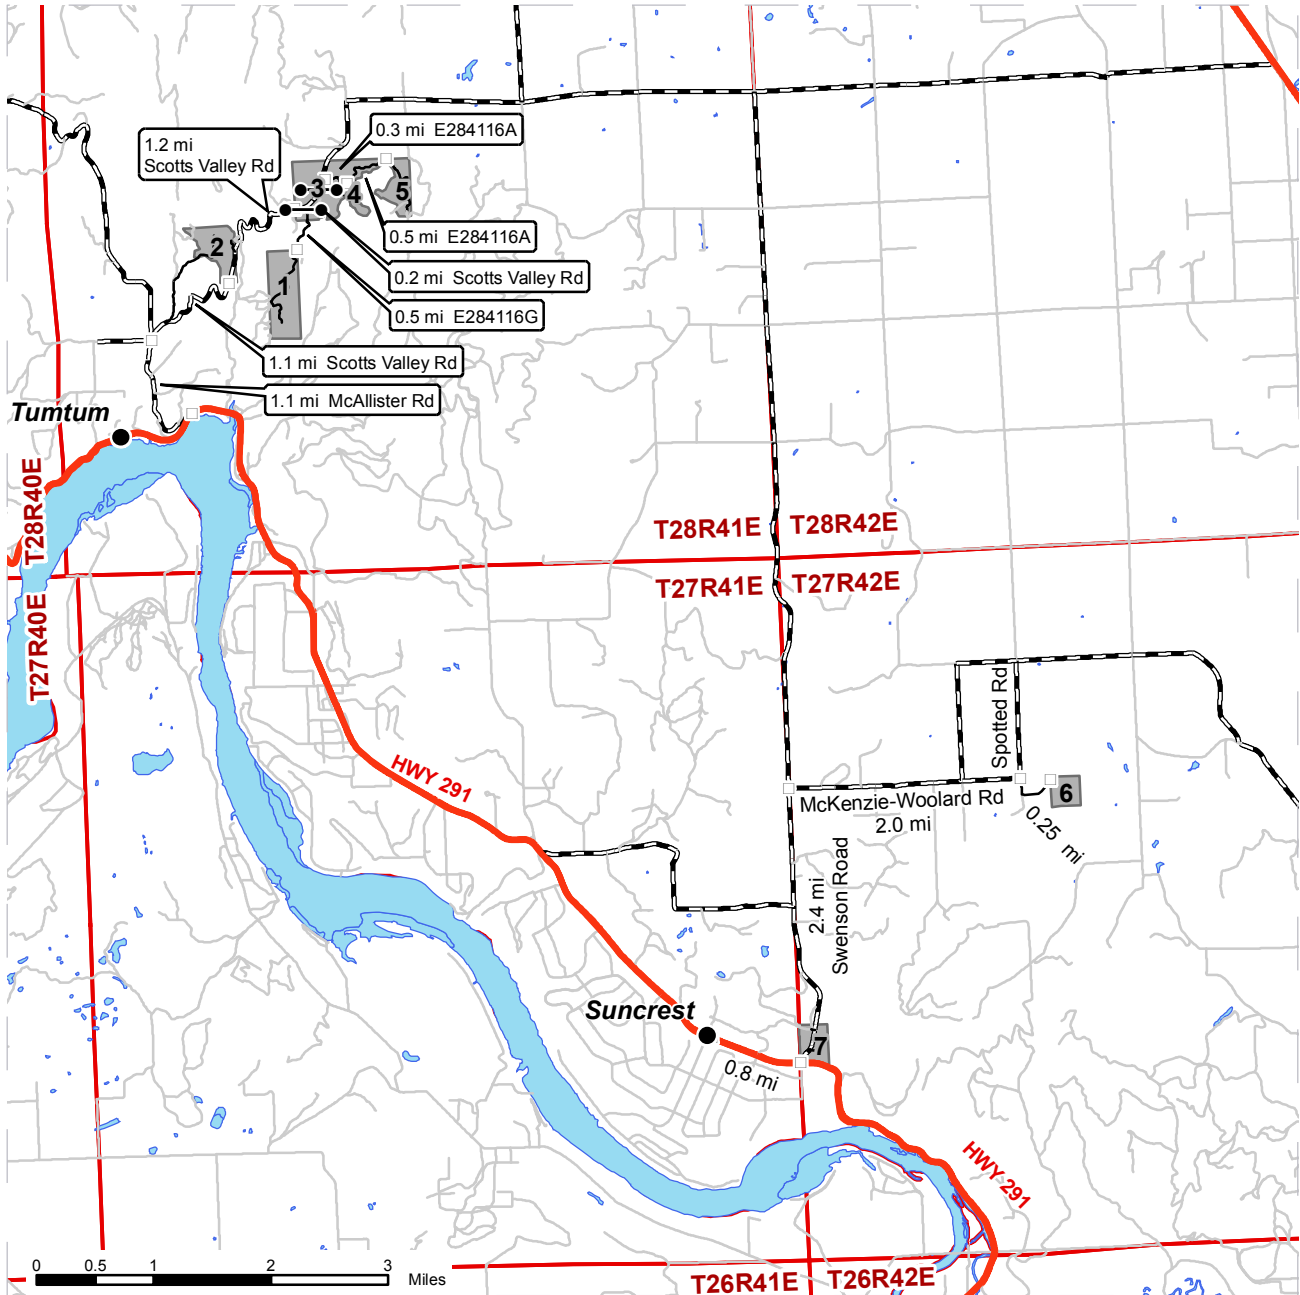 0.3 mi  E284116A
1.2 mi
Scotts Valley Rd
3
4
5
2
0.5 mi  E284116A
0.2 mi  Scotts Valley Rd
1
0.5 mi  E284116G
1.1 mi  Scotts Valley Rd
1.1 mi  McAllister Rd
Tumtum
T28R40E
T28R41E
T28R42E
T27R40E
T27R41E
T27R42E
Spotted Rd
HWY 291
McKenzie-Woolard Rd
2.0 mi
6
0.25 mi
2.4 mi
Swenson Road
Suncrest
7
0.8 mi
HWY 291
0 0.5 1 2 3
Miles
T26R41E
T26R42E